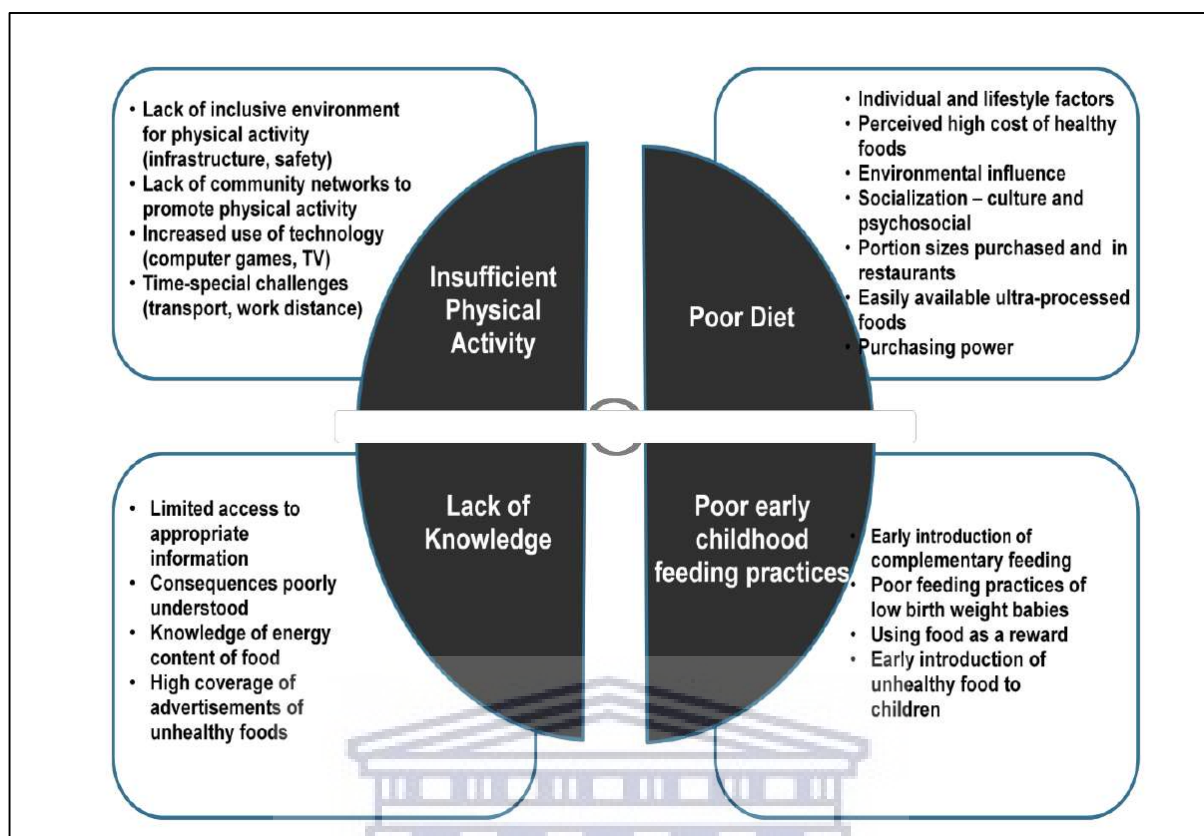 • Lack of inclusive environment
for physical activity
(infrastructure, safety)
• Lack of community networks to
promote physical activity
• Increased use of technology
(computer games, TV)
• Time-special challenges
(transport, work distance)
Insufficient
Physical
Activity
• Individual and lifestyle factors
• Perceived high cost of healthy
foods
• Environmental influence
• Socialization – culture and
psychosocial
• Portion sizes purchased and in
restaurants
• Easily available ultra-processed
foods
• Purchasing power
Poor Diet
• Limited access to
appropriate
information
• Consequences poorly
understood
• Knowledge of energy
content of food
• High coverage of
advertisements of
unhealthy foods
Lack of
Knowledge
Poor early
childhood
feeding practices
• Early introduction of
complementary feeding
• Poor feeding practices of
low birth weight babies
• Using food as a reward
• Early introduction of
unhealthy food to
children